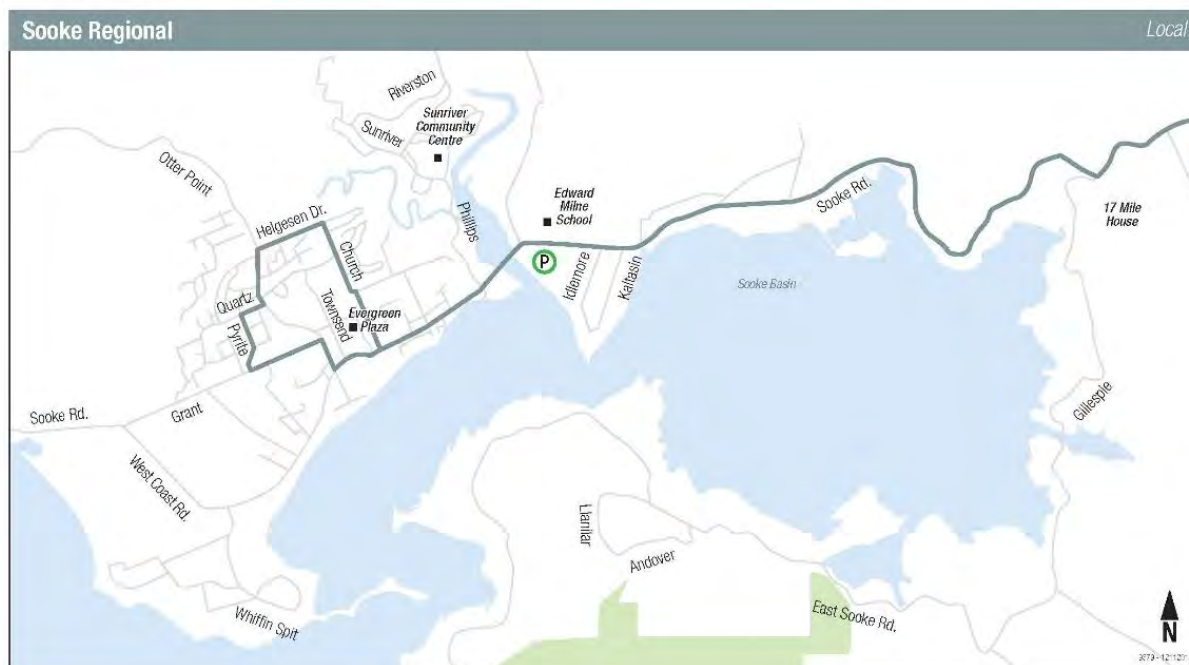 Sooke Regional
Local
Riverston
Sunriver
Community
Centre
Sunriver
Otter Point
Phillips
Edward
Milne
School
Sooke Rd.
17 Mile
House
Helgesen Dr.
Church
P
Idlemore
Kaltasin
Sooke Basin
Quartz
Townsend
Evergreen
Plaza
Pyrite
Gillespie
Grant
Sooke Rd.
West Coast Rd.
Llanilar
Andover
East Sooke Rd.
Whiffin Spit
N